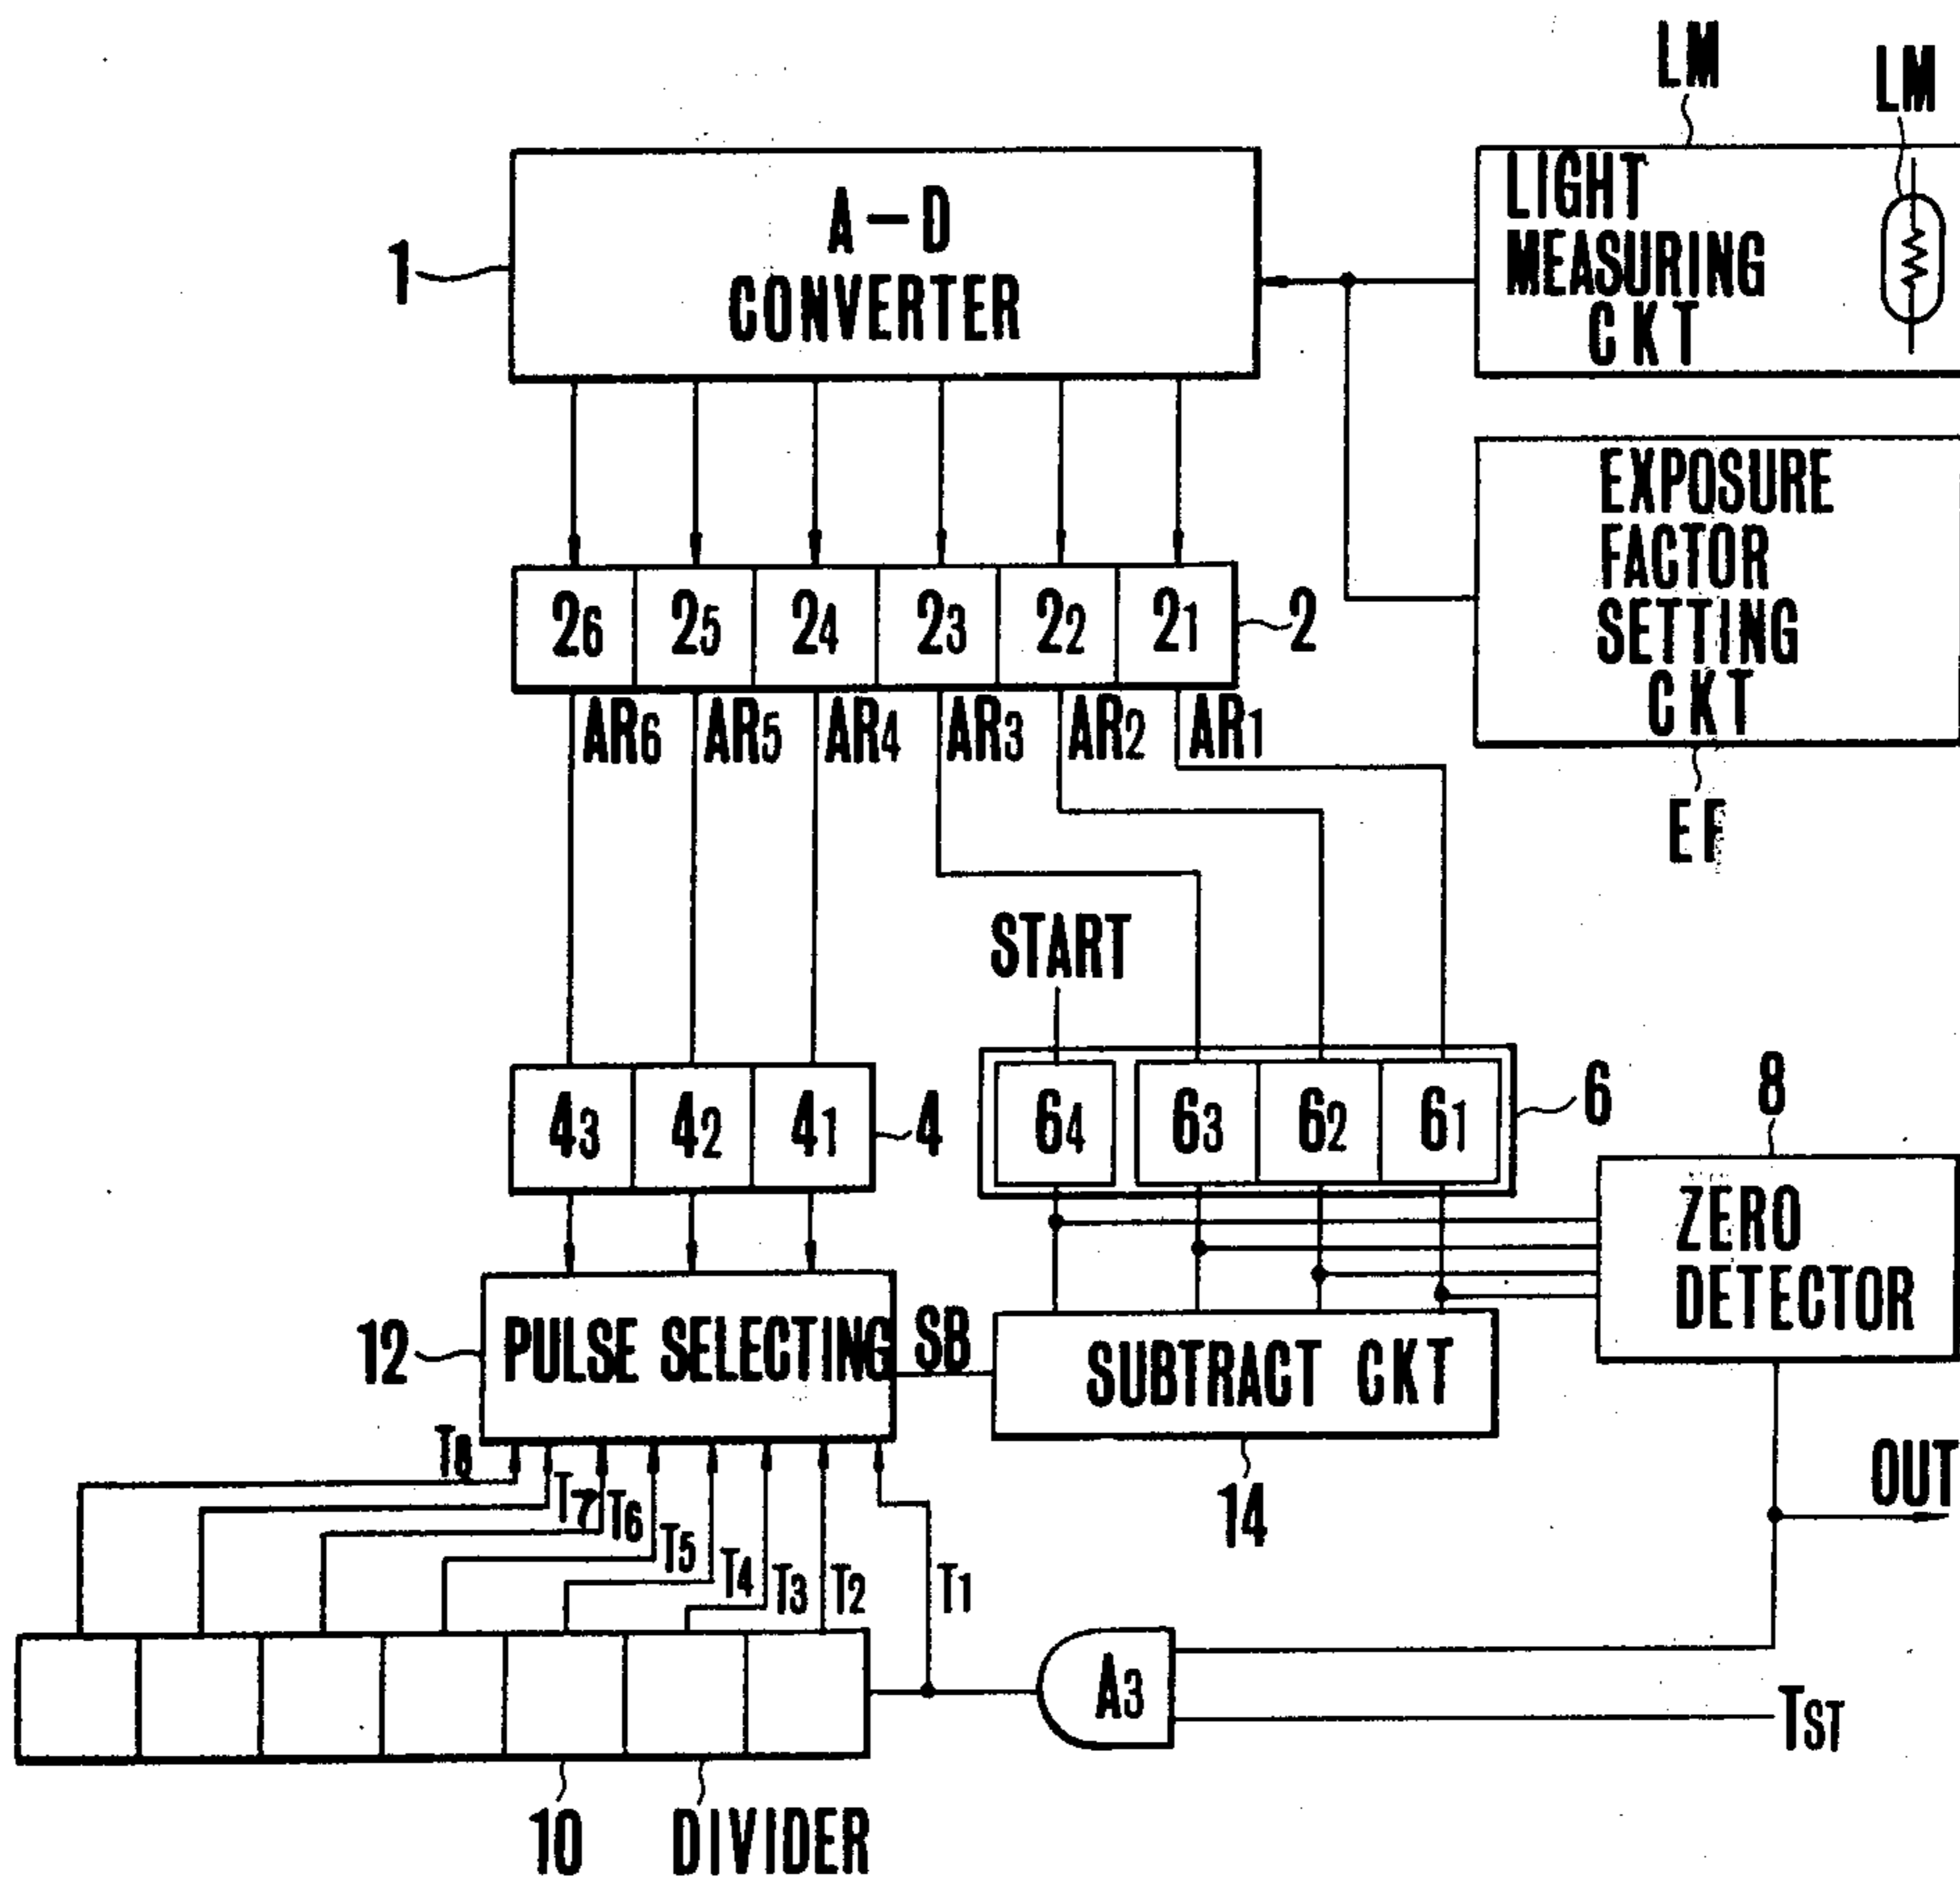 LM
LM
1
A-D
CONVERTER
LIGHT
MEASURING
CKT
26 25 24 23 22 21
2
EXPOSURE
FACTOR
SETTING
CKT
AR6 AR5 AR4 AR3 AR2 AR1
EF
START
43 42 41
4
64 63 62 61
6
8
ZERO
DETECTOR
12
PULSE SELECTING
SB
SUBTRACT CKT
14
OUT
T8 T7 T6 T5 T4 T3 T2 T1
A3
TST
10
DIVIDER